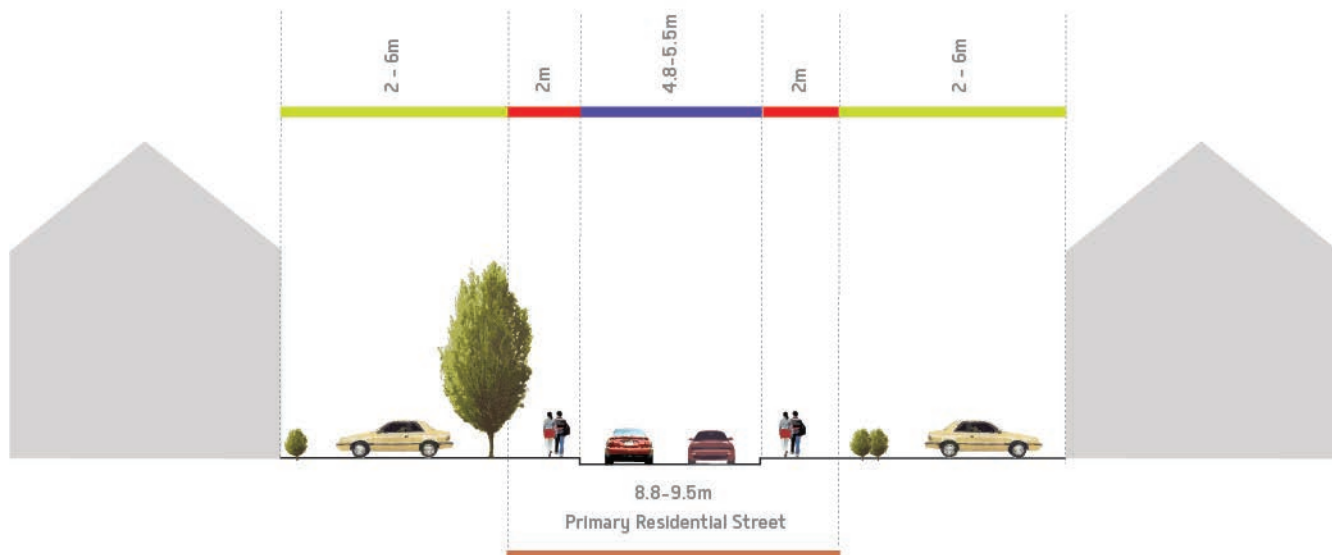 2 - 6m
2m
4.8-5.5m
2m
2 - 6m
8.8-9.5m
Primary Residential Street